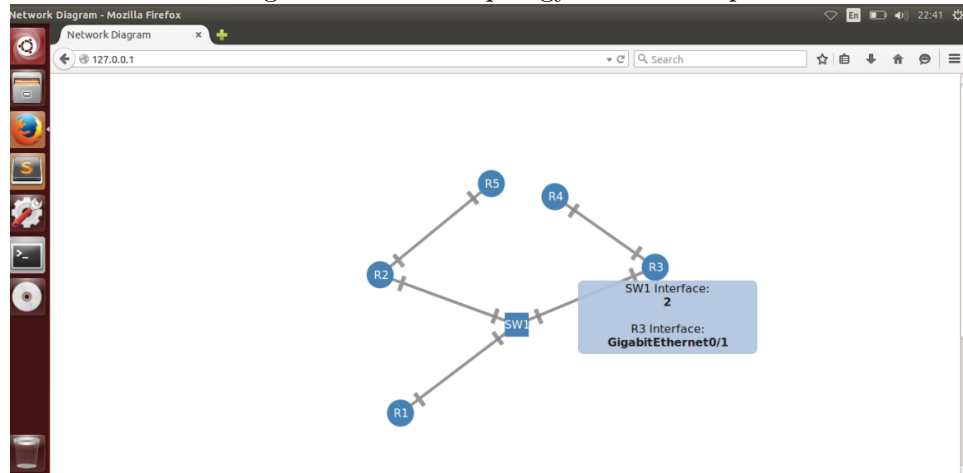 Network Diagram - Mozilla Firefox
En
22:41
Network Diagram
127.0.0.1
Search
R5
R4
R3
R2
SW1 Interface:
2
R3 Interface:
GigabitEthernet0/1
SW1
R1